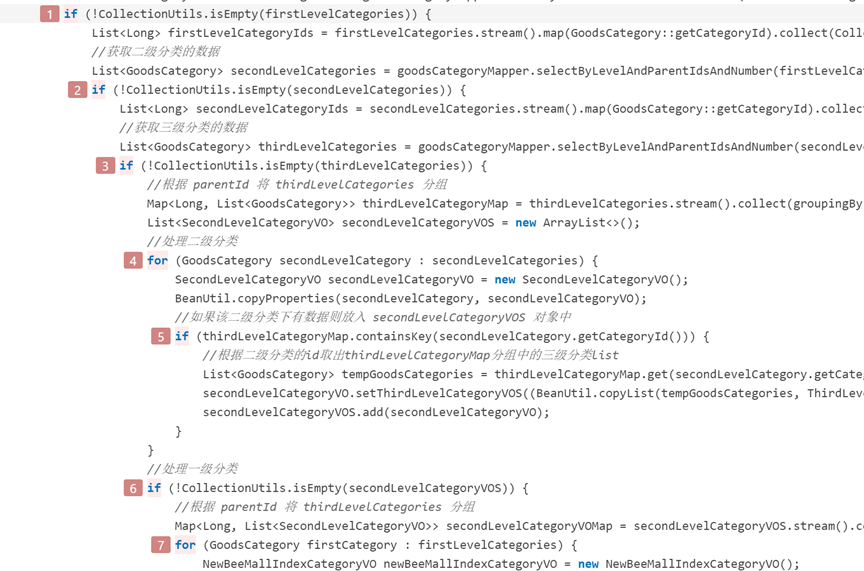 1 if (!CollectionUtils.isEmpty(firstLevelCategories)) {
List<Long> firstLevelCategoryIds = firstLevelCategories.stream().map(GoodsCategory::getCategoryId).collect(Coll
//获取二级分类的数据
List<GoodsCategory> secondLevelCategories = goodsCategoryMapper.selectByLevelAndParentIdsAndNumber(firstLevelCa
2 if (!CollectionUtils.isEmpty(secondLevelCategories)) {
List<Long> secondLevelCategoryIds = secondLevelCategories.stream().map(GoodsCategory::getCategoryId).collec
//获取三级分类的数据
List<GoodsCategory> thirdLevelCategories = goodsCategoryMapper.selectByLevelAndParentIdsAndNumber(secondLev
3 if (!CollectionUtils.isEmpty(thirdLevelCategories)) {
//根据 parentId 将 thirdLevelCategories 分组
Map<Long, List<GoodsCategory>> thirdLevelCategoryMap = thirdLevelCategories.stream().collect(groupingBy
List<SecondLevelCategoryVO> secondLevelCategoryVOS = new ArrayList<>();
//处理二级分类
4 for (GoodsCategory secondLevelCategory : secondLevelCategories) {
SecondLevelCategoryVO secondLevelCategoryVO = new SecondLevelCategoryVO();
BeanUtil.copyProperties(secondLevelCategory, secondLevelCategoryVO);
//如果该二级分类下有数据则放入 secondLevelCategoryVOS 对象中
5 if (thirdLevelCategoryMap.containsKey(secondLevelCategory.getCategoryId())) {
//根据二级分类的id取出thirdLevelCategoryMap分组中的三级分类list
List<GoodsCategory> tempGoodsCategories = thirdLevelCategoryMap.get(secondLevelCategory.getCateg
secondLevelCategoryVO.setThirdLevelCategoryVOS((BeanUtil.copyList(tempGoodsCategories, ThirdLeve
secondLevelCategoryVOS.add(secondLevelCategoryVO);
}
}
//处理一级分类
6 if (!CollectionUtils.isEmpty(secondLevelCategoryVOS)) {
//根据 parentId 将 thirdLevelCategories 分组
Map<Long, List<SecondLevelCategoryVO>> secondLevelCategoryVOMap = secondLevelCategoryVOS.stream().co
7 for (GoodsCategory firstCategory : firstLevelCategories) {
NewBeeMallIndexCategoryVO newBeeMallIndexCategoryVO = new NewBeeMallIndexCategoryVO();